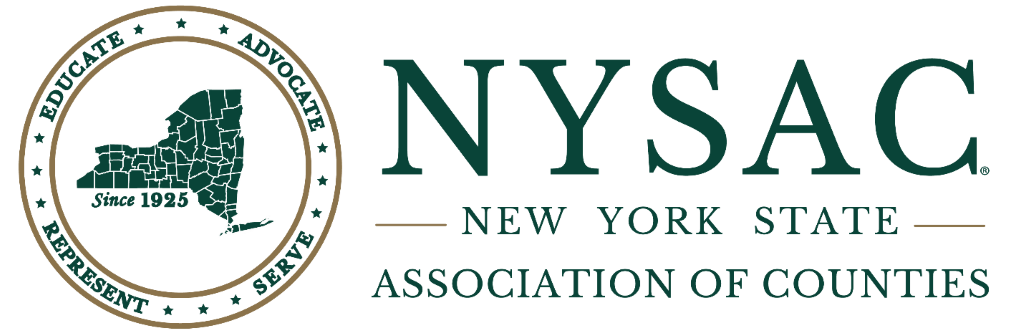 EDUCATE
ADVOCATE
REPRESENT
SERVE
Since 1925
NYSAC®
NEW YORK STATE
ASSOCIATION OF COUNTIES